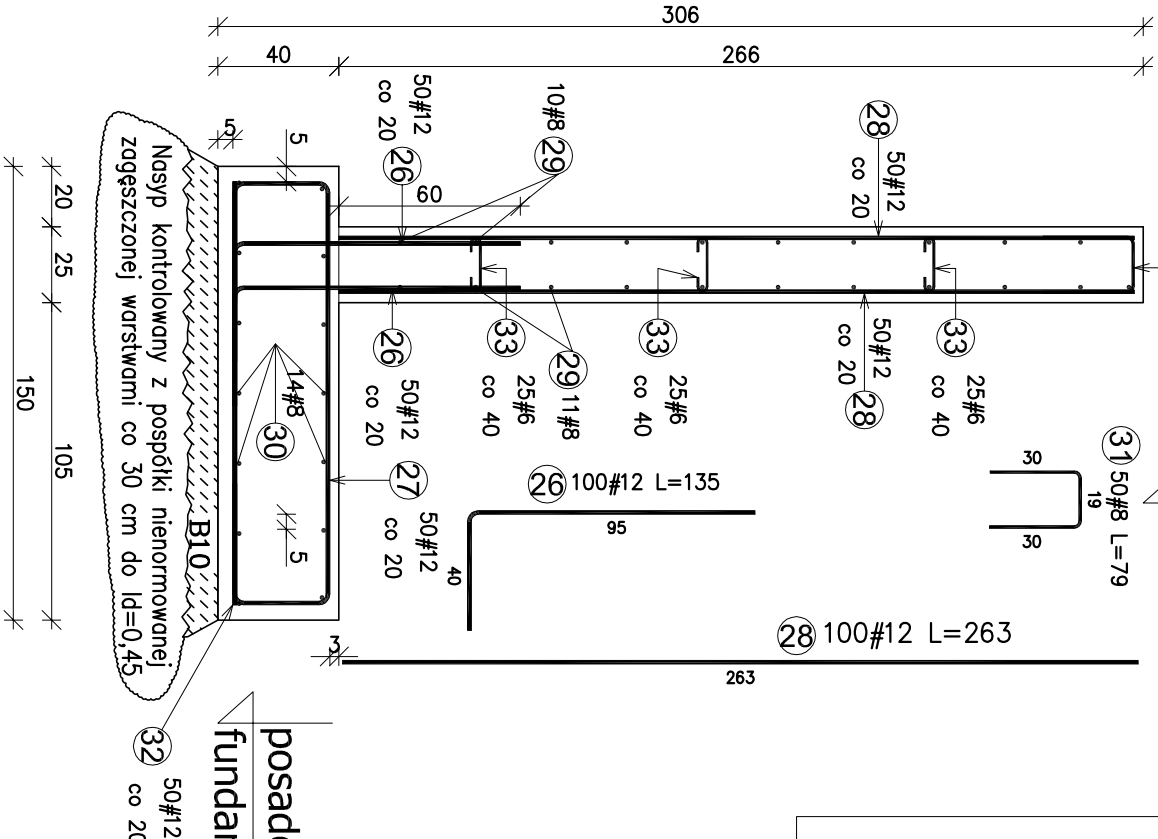 306
40
266
5
5
20
25
105
150
60
3
50#12
co 20
26
10#8
29
28
50#12
co 20
26
50#12
co 20
33
25#6
co 40
29
11#8
33
25#6
co 40
50#12
co 20
28
33
25#6
co 40
14#8
30
27
50#12
co 20
5
B10
Nasyp kontrolowany z pospółki nienormowanej
zagęszczonej warstwami co 30 cm do Id=0,45
32
50#12
co 20
31
50#8 L=79
30
19
30
26 100#12 L=135
95
40
28 100#12 L=263
263